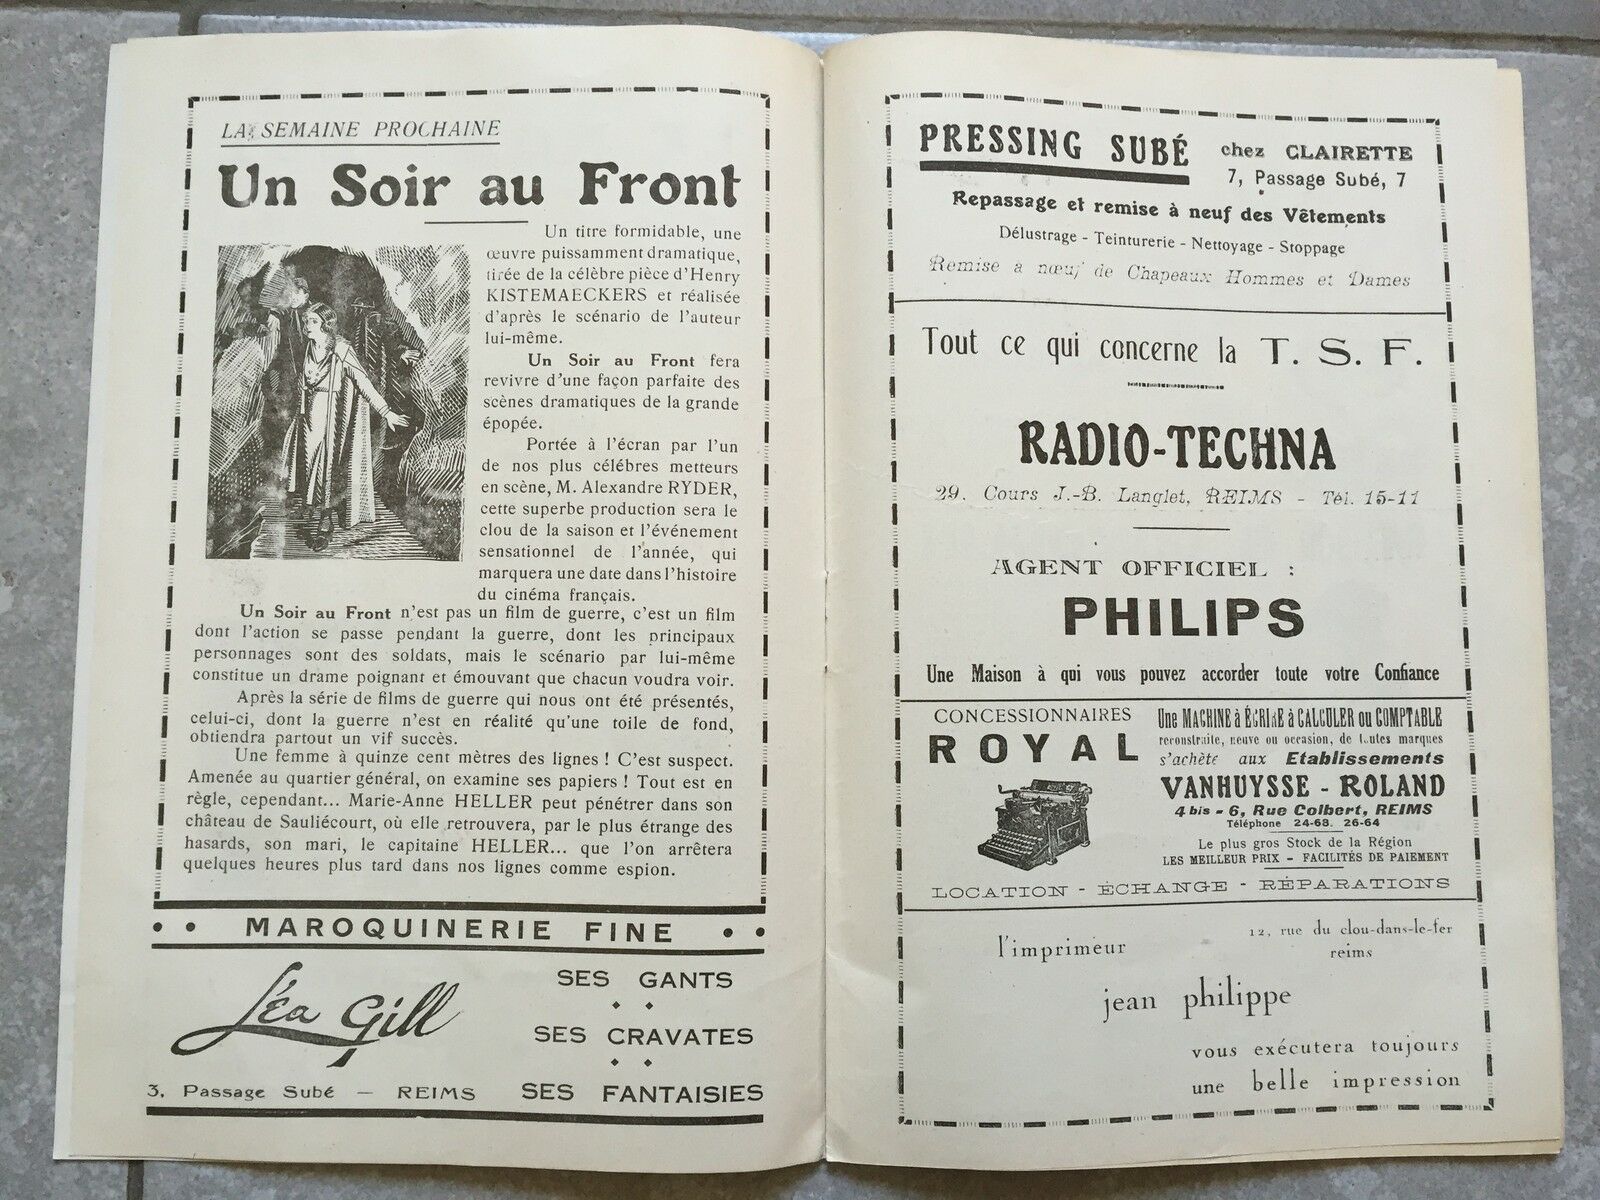 LA SEMAINE PROCHAINE
Un Soir au Front
Un titre formidable, une
œuvre puissamment dramatique,
tirée de la célèbre pièce d'Henry
KISTEMAECKERS et réalisée
d'après le scénario de l'auteur
lui-même.
Un Soir au Front fera
revivre d'une façon parfaite des
scènes dramatiques de la grande
épopée.
Portée à l'écran par l'un
de nos plus célébres metteurs
en scène, M. Alexandre RYDER,
cette superbe production sera le
clou de la saison et l'événement
sensationnel de l'année, qui
marquera une date dans l'histoire
du cinéma français.
Un Soir au Front n'est pas un film de guerre, c'est un film
dont l'action se passe pendant la guerre, dont les principaux
personnages sont des soldats, mais le scénario par lui-même
constitue un drame poignant et émouvant que chacun voudra voir.
Après la série de films de guerre qui nous ont été présentés,
celui-ci, dont la guerre n'est en réalité qu'une toile de fond,
obtiendra partout un vif succès.
Une femme à quinze cent mètres des lignes ! C'est suspect.
Amenée au quartier général, on examine ses papiers ! Tout est en
règle, cependant... Marie-Anne HELLER peut pénétrer dans son
château de Sauliécourt, où elle retrouvera, par le plus étrange des
hasards, son mari, le capitaine HELLER... que l'on arrêtera
quelques heures plus tard dans nos lignes comme espion.
MAROQUINERIE FINE
Léa Gill
SES GANTS
SES CRAVATES
3, Passage Subé — REIMS
SES FANTAISIES
PRESSING SUBÉ
chez CLAIRETTE
7, Passage Subé, 7
Repassage et remise à neuf des Vêtements
Délustrage - Teinturerie - Nettoyage - Stoppage
Remise a nœuf de Chapeaux Hommes et Dames
Tout ce qui concerne la T. S. F.
RADIO-TECHNA
29, Cours J.-B. Langlet, REIMS - Tél. 15-11
AGENT OFFICIEL :
PHILIPS
Une Maison à qui vous pouvez accorder toute votre Confiance
CONCESSIONNAIRES
ROYAL
Une MACHINE à ÉCRIRE à CALCULER ou COMPTABLE
reconstruite, neuve ou occasion, de toutes marques
s'achète aux Etablissements
VANHUYSSE - ROLAND
4 bis - 6, Rue Colbert, REIMS
Téléphone 24-68. 26-64
Le plus gros Stock de la Région
LES MEILLEUR PRIX - FACILITÉS DE PAIEMENT
LOCATION - ÉCHANGE - RÉPARATIONS
l'imprimeur
12, rue du clou-dans-le-fer
reims
jean philippe
vous exécutera toujours
une belle impression